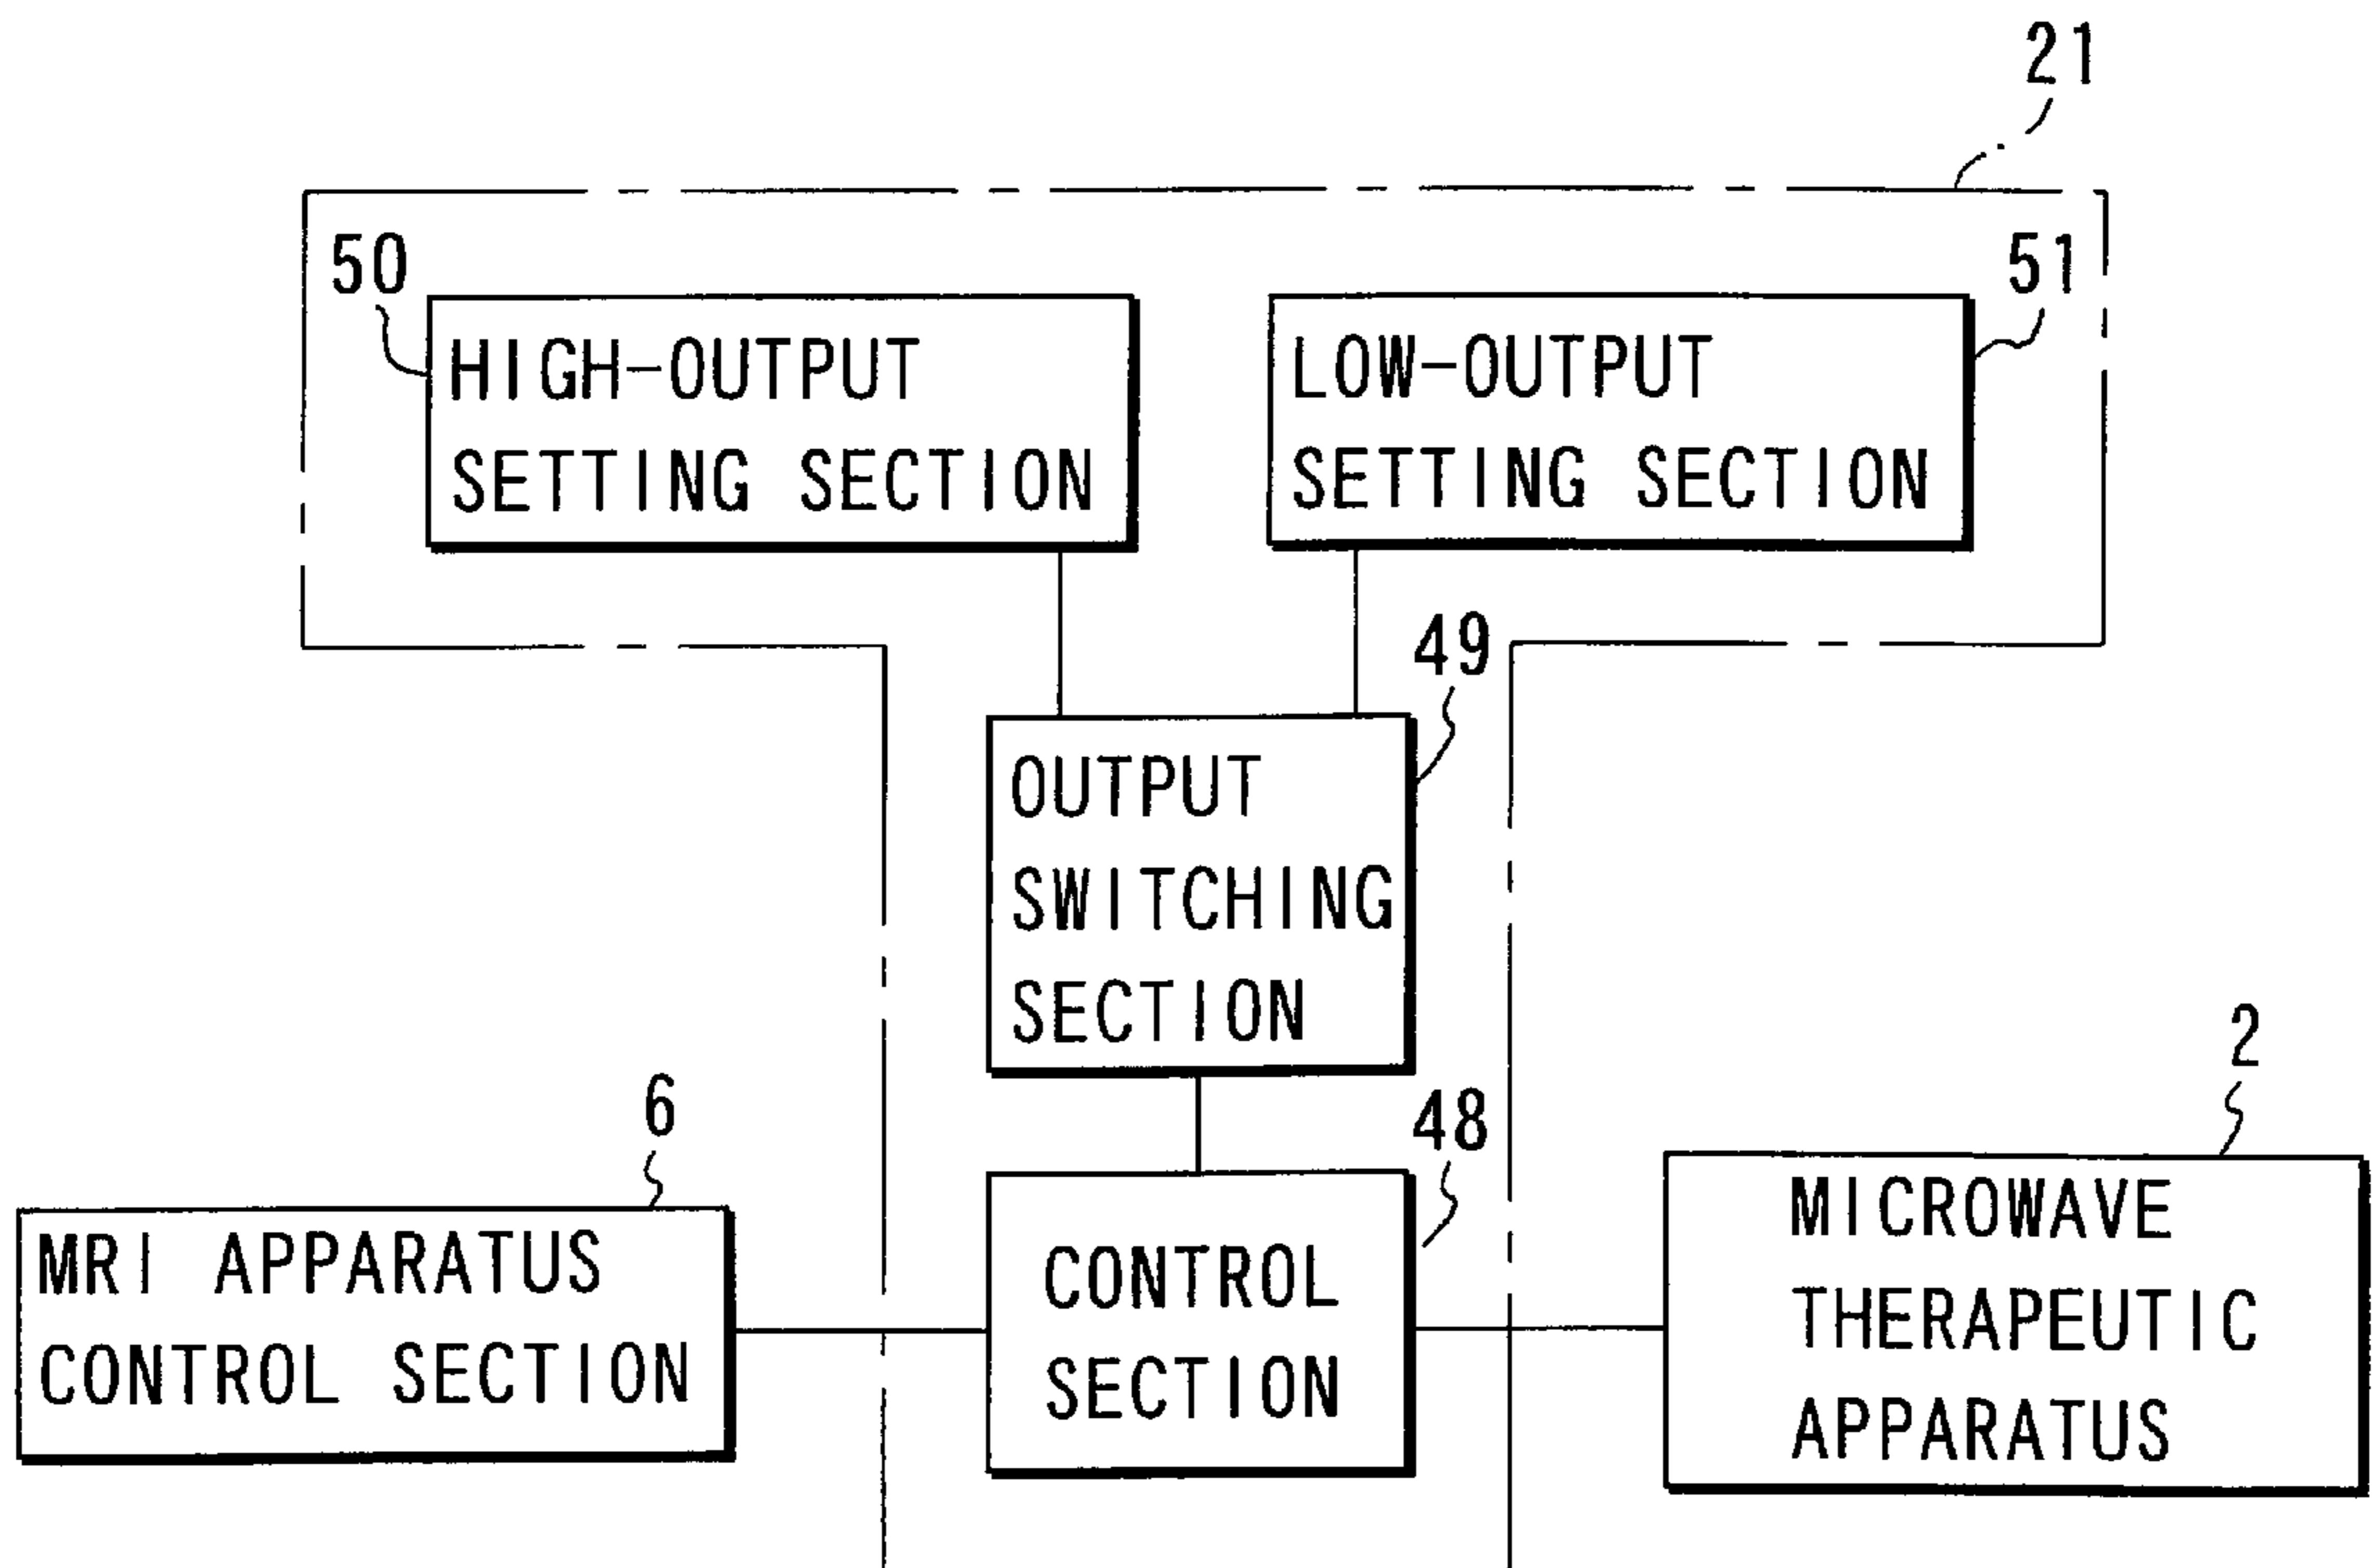 21
50
51
HIGH-OUTPUT
SETTING SECTION
LOW-OUTPUT
SETTING SECTION
49
OUTPUT
SWITCHING
SECTION
6
48
2
MRI APPARATUS
CONTROL SECTION
CONTROL
SECTION
MICROWAVE
THERAPEUTIC
APPARATUS